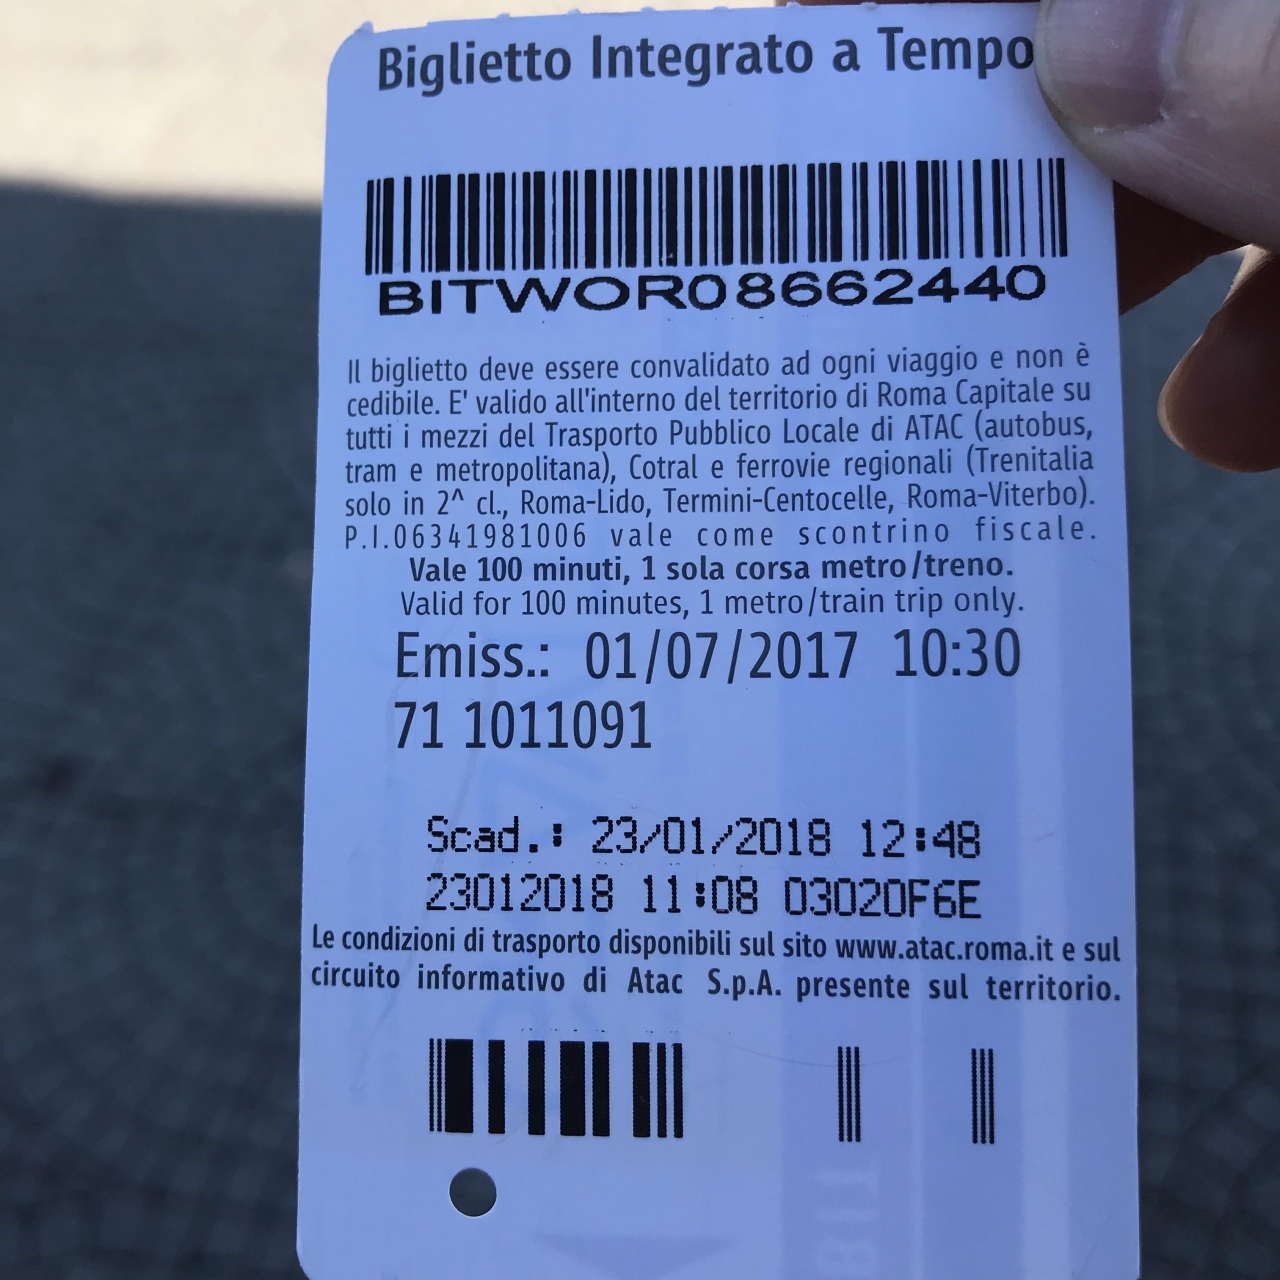 Biglietto Integrato a Tempo
BITWOR08662440
Il biglietto deve essere convalidato ad ogni viaggio e non è
cedibile. E' valido all'interno del territorio di Roma Capitale su
tutti i mezzi del Trasporto Pubblico Locale di ATAC (autobus,
tram e metropolitana), Cotral e ferrovie regionali (Trenitalia
solo in 2^ cl., Roma-Lido, Termini-Centocelle, Roma-Viterbo).
P.I.06341981006 vale come scontrino fiscale.
Vale 100 minuti, 1 sola corsa metro/treno.
Valid for 100 minutes, 1 metro/train trip only.
Emiss.: 01/07/2017 10:30
71 1011091
Scad.: 23/01/2018 12:48
23012018 11:08 03020F6E
Le condizioni di trasporto disponibili sul sito www.atac.roma.it e sul
circuito informativo di Atac S.p.A. presente sul territorio.